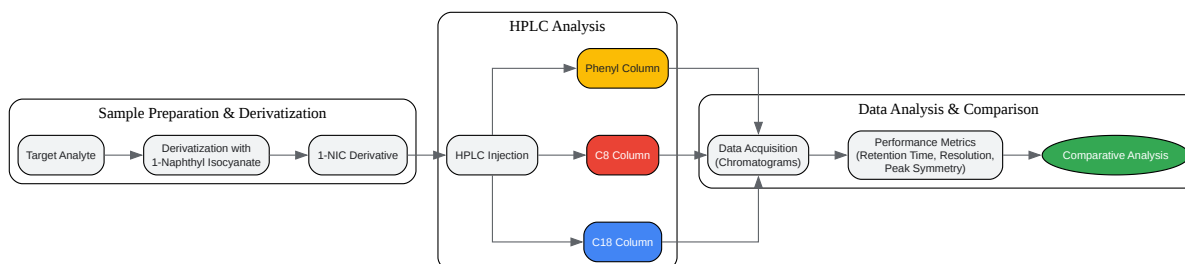 HPLC Analysis
Phenyl Column
Sample Preparation & Derivatization
Data Analysis & Comparison
Target Analyte
Derivatization with
1-Naphthyl Isocyanate
1-NIC Derivative
HPLC Injection
C8 Column
Data Acquisition
(Chromatograms)
Performance Metrics
(Retention Time, Resolution,
Peak Symmetry)
Comparative Analysis
C18 Column